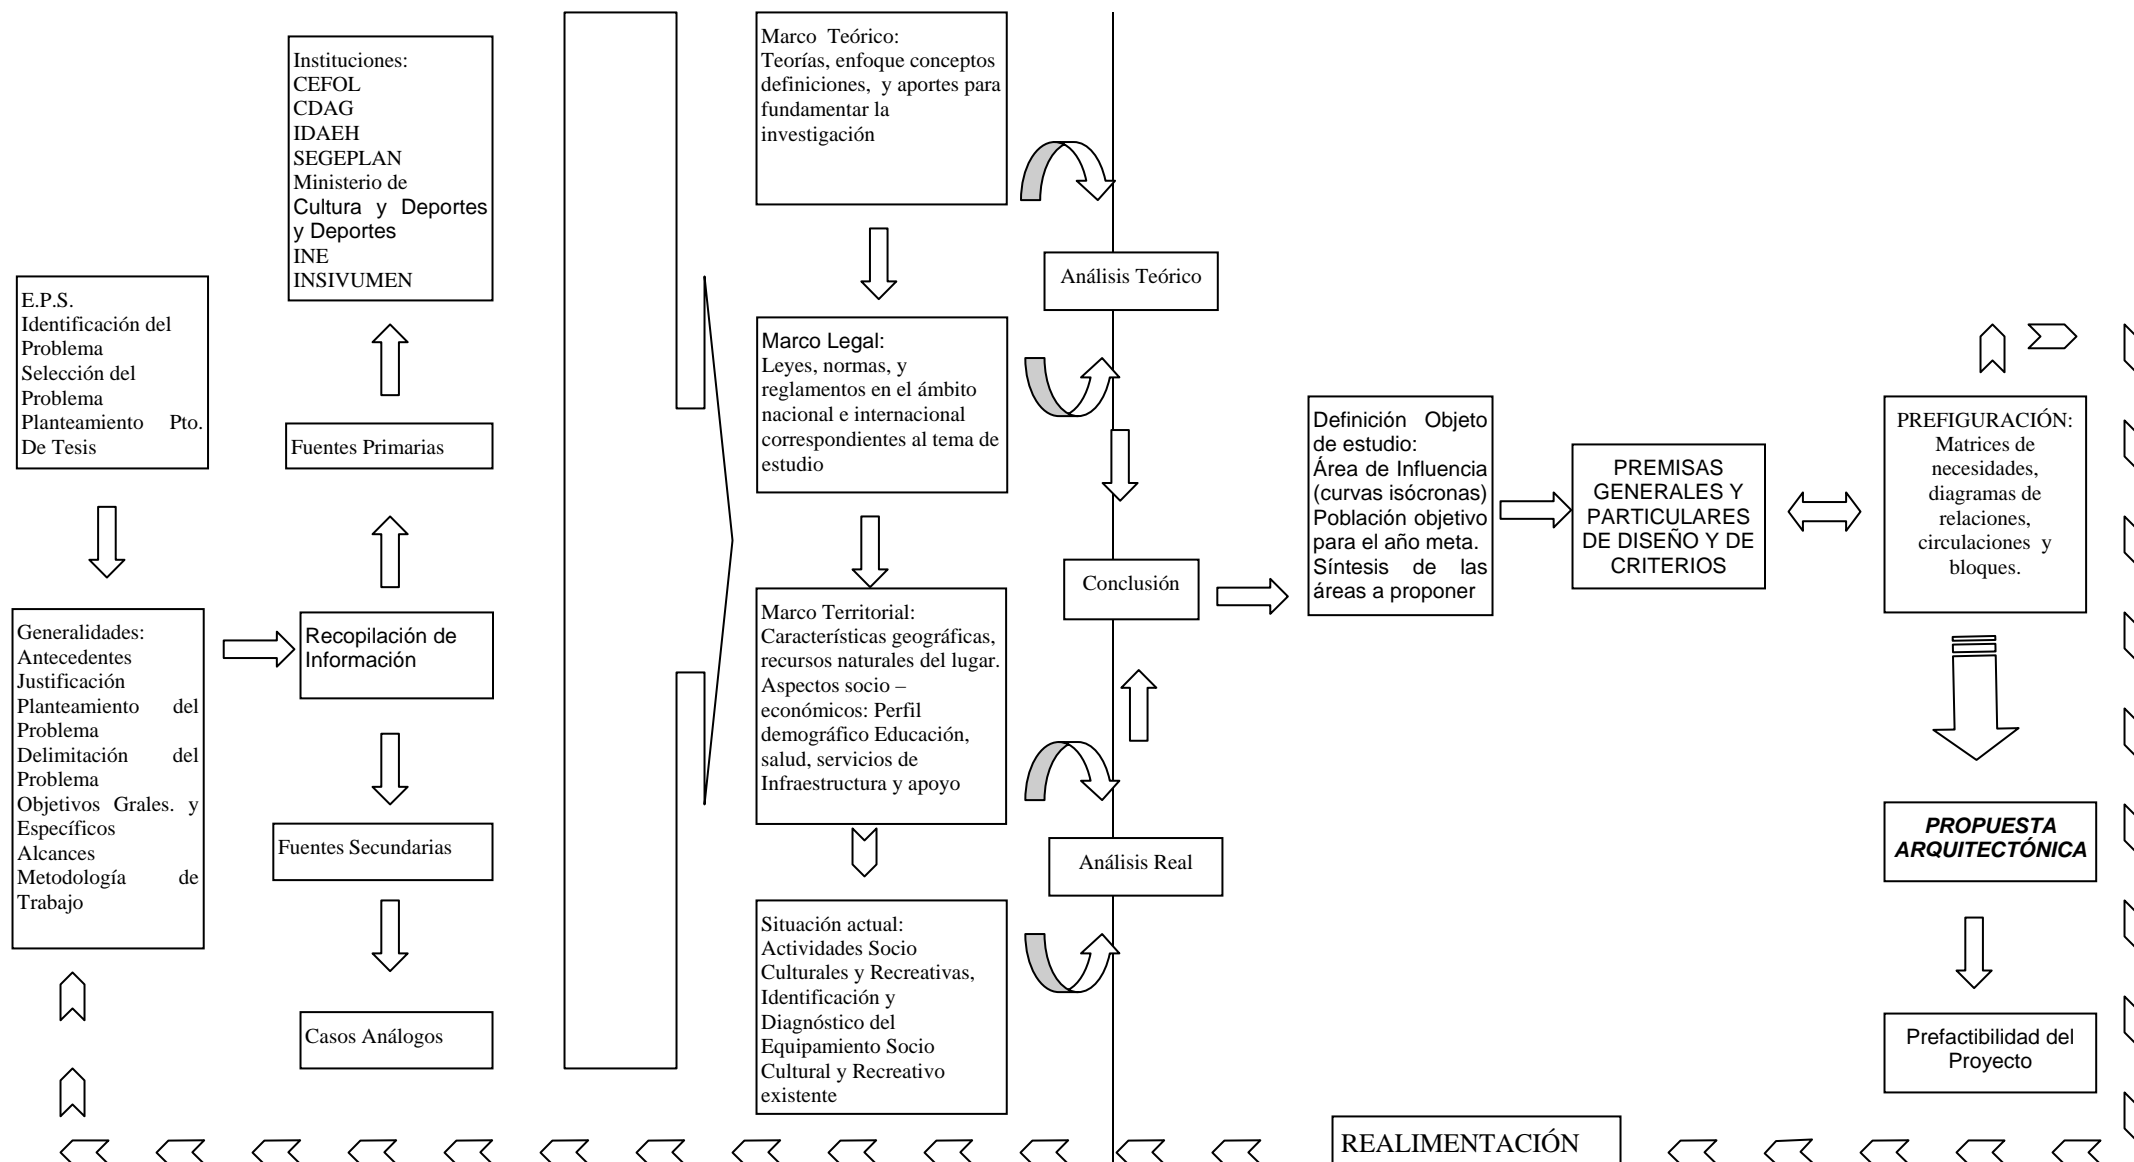 E.P.S.
Identificación del
Problema
Selección del
Problema
Planteamiento Pto.
De Tesis
Generalidades:
Antecedentes
Justificación
Planteamiento del
Problema
Delimitación del
Problema
Objetivos Grales. y
Específicos
Alcances
Metodología de
Trabajo
Instituciones:
CEFOL
CDAG
IDAEH
SEGEPLAN
Ministerio de
Cultura y Deportes
y Deportes
INE
INSIVUMEN
Fuentes Primarias
Recopilación de
Información
Fuentes Secundarias
Casos Análogos
Marco Teórico:
Teorías, enfoque conceptos
definiciones, y aportes para
fundamentar la
investigación
Marco Legal:
Leyes, normas, y
reglamentos en el ámbito
nacional e internacional
correspondientes al tema de
estudio
Marco Territorial:
Características geográficas,
recursos naturales del lugar.
Aspectos socio –
económicos: Perfil
demográfico Educación,
salud, servicios de
Infraestructura y apoyo
Situación actual:
Actividades Socio
Culturales y Recreativas,
Identificación y
Diagnóstico del
Equipamiento Socio
Cultural y Recreativo
existente
Análisis Teórico
Conclusión
Análisis Real
Definición Objeto
de estudio:
Área de Influencia
(curvas isócronas)
Población objetivo
para el año meta.
Síntesis de las
áreas a proponer
PREMISAS
GENERALES Y
PARTICULARES
DE DISEÑO Y DE
CRITERIOS
PREFIGURACIÓN:
Matrices de
necesidades,
diagramas de
relaciones,
circulaciones y
bloques.
PROPUESTA
ARQUITECTÓNICA
Prefactibilidad del
Proyecto
REALIMENTACIÓN